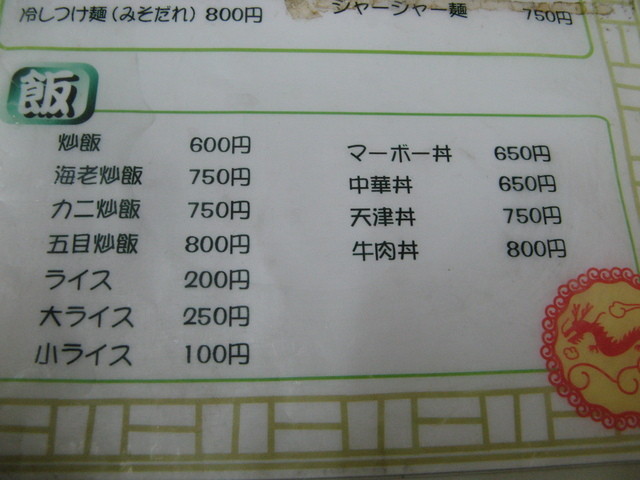 冷しつけ麺(みそだれ) 800円
ジャージャー麺 750円
飯
炒飯 600円
海老炒飯 750円
カニ炒飯 750円
五目炒飯 800円
ライス 200円
大ライス 250円
小ライス 100円
マーボー丼 650円
中華丼 650円
天津丼 750円
牛肉丼 800円